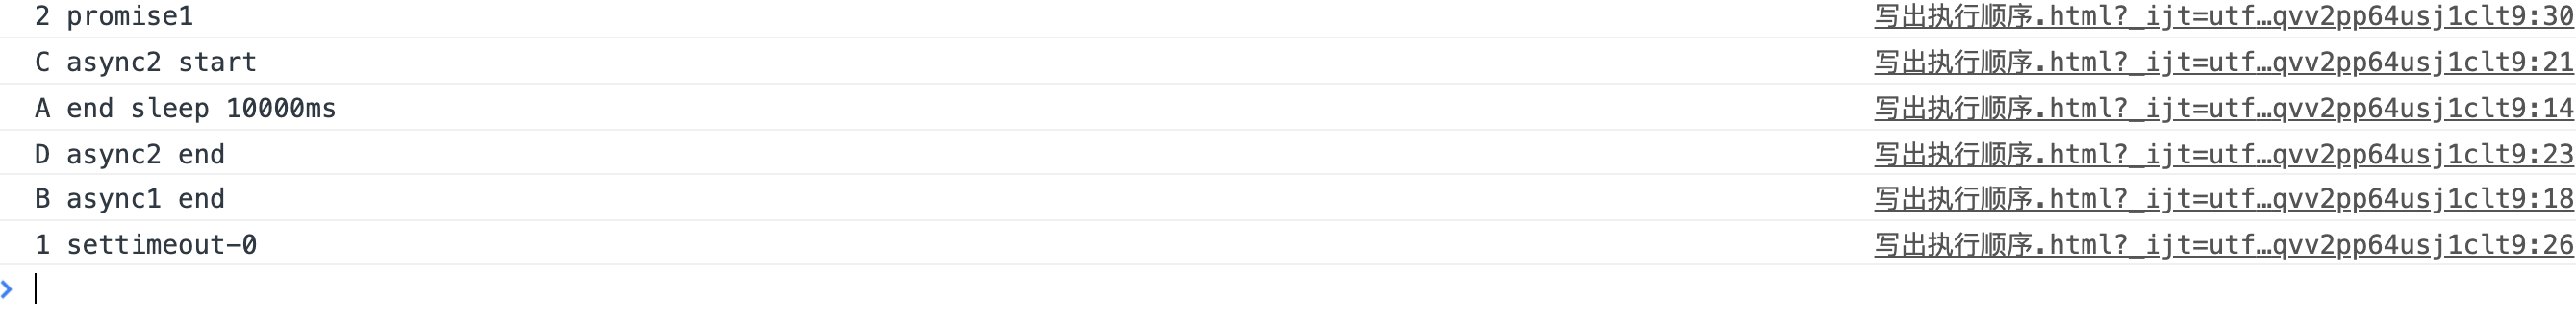 2 promise1 写出执行顺序.html?_ijt=utf…qvv2pp64usj1clt9:30
C async2 start 写出执行顺序.html?_ijt=utf…qvv2pp64usj1clt9:21
A end sleep 10000ms 写出执行顺序.html?_ijt=utf…qvv2pp64usj1clt9:14
D async2 end 写出执行顺序.html?_ijt=utf…qvv2pp64usj1clt9:23
B async1 end 写出执行顺序.html?_ijt=utf…qvv2pp64usj1clt9:18
1 settimeout-0 写出执行顺序.html?_ijt=utf…qvv2pp64usj1clt9:26